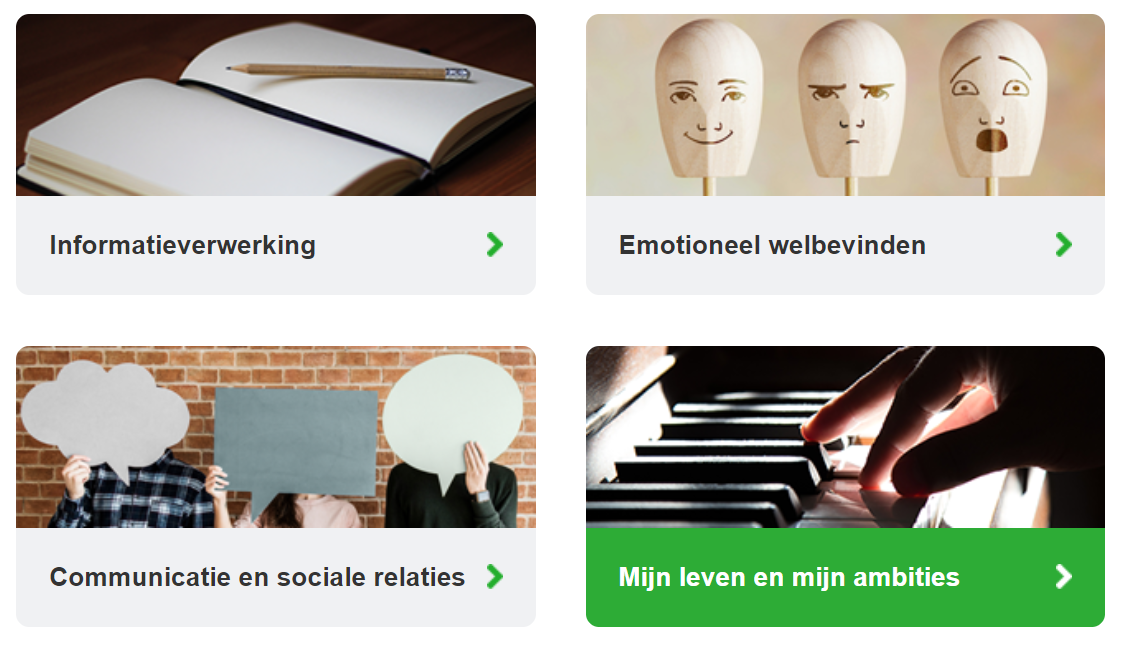 Informatieverwerking
Emotioneel welbevinden
Communicatie en sociale relaties
Mijn leven en mijn ambities